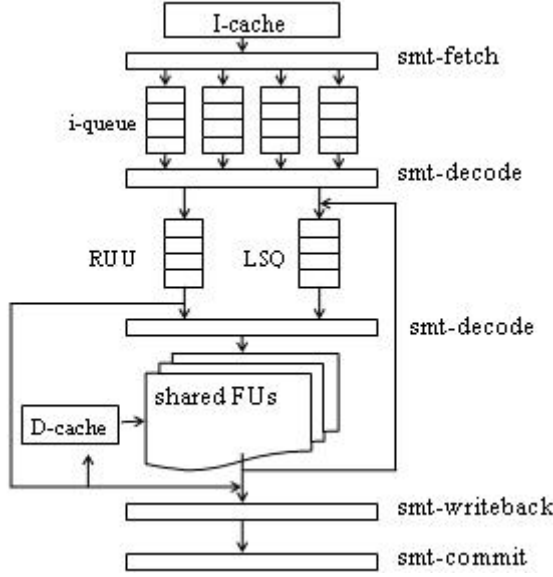 I-cache
smt-fetch
i-queue
smt-decode
RUU
LSQ
smt-decode
shared FUs
D-cache
smt-writeback
smt-commit